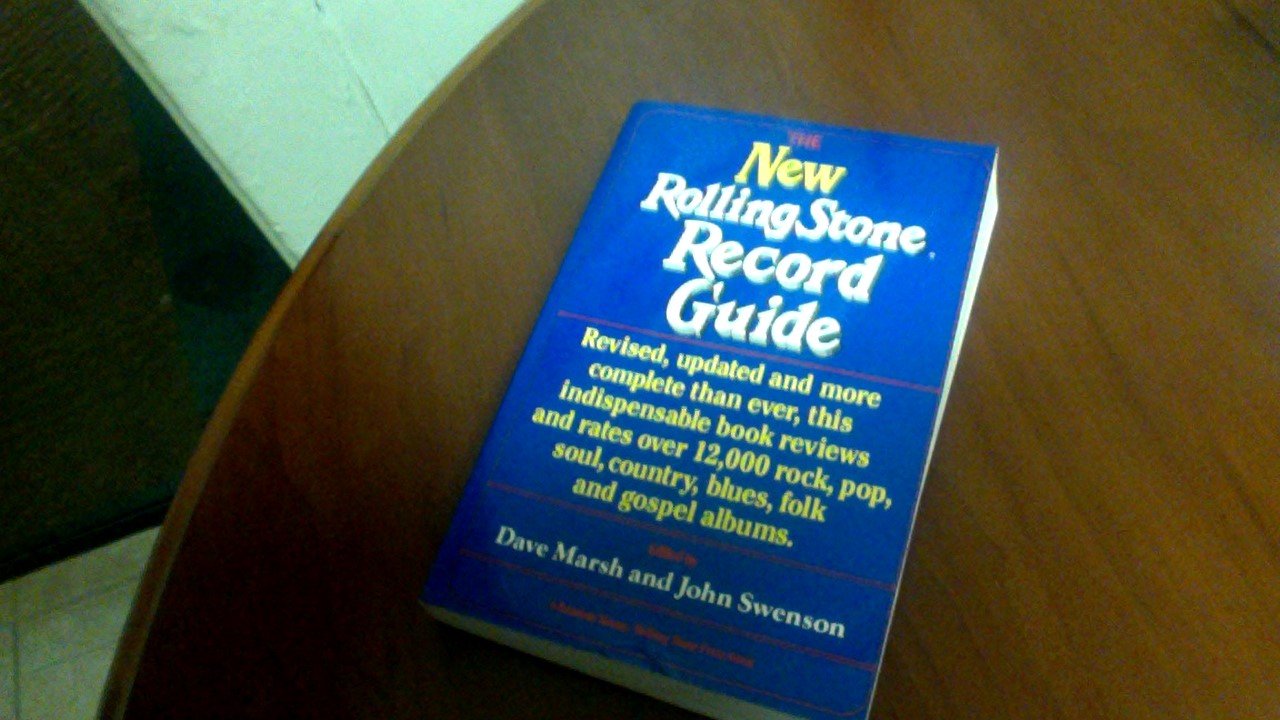 THE
New
Rolling Stone
Record
Guide
Revised, updated and more
complete than ever, this
indispensable book reviews
and rates over 12,000 rock, pop,
soul, country, blues, folk
and gospel albums.
Edited by
Dave Marsh and John Swenson